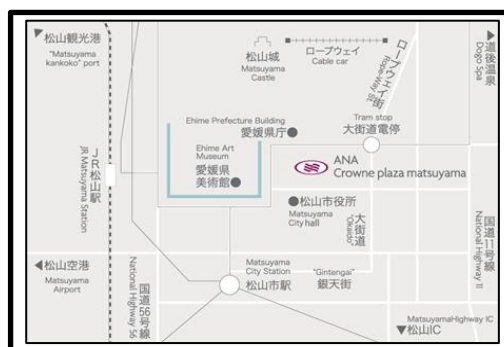 松山観光港
"Matsuyama
kankoko" port
松山城
Matsuyama
Castle
ロープウェイ
Cable car
ロープウェイ街
Rope-Way St.
道後温泉
Dogo Spa
Ehime Prefecture Building
愛媛県庁
Tram stop
大街道電停
Ehime Art
Museum
愛媛県
美術館
ANA
Crowne plaza matsuyama
JR松山駅
JR Matsuyama Station
松山市役所
Matsuyama
City hall
大街道
"Okaido"
国道11号線
National Highway 11
松山空港
Matsuyama
Airport
国道56号線
National Highway 56
Matsuyama
City Station
松山市駅
"Gintengai"
銀天街
MatsuyamaHighway IC
松山IC